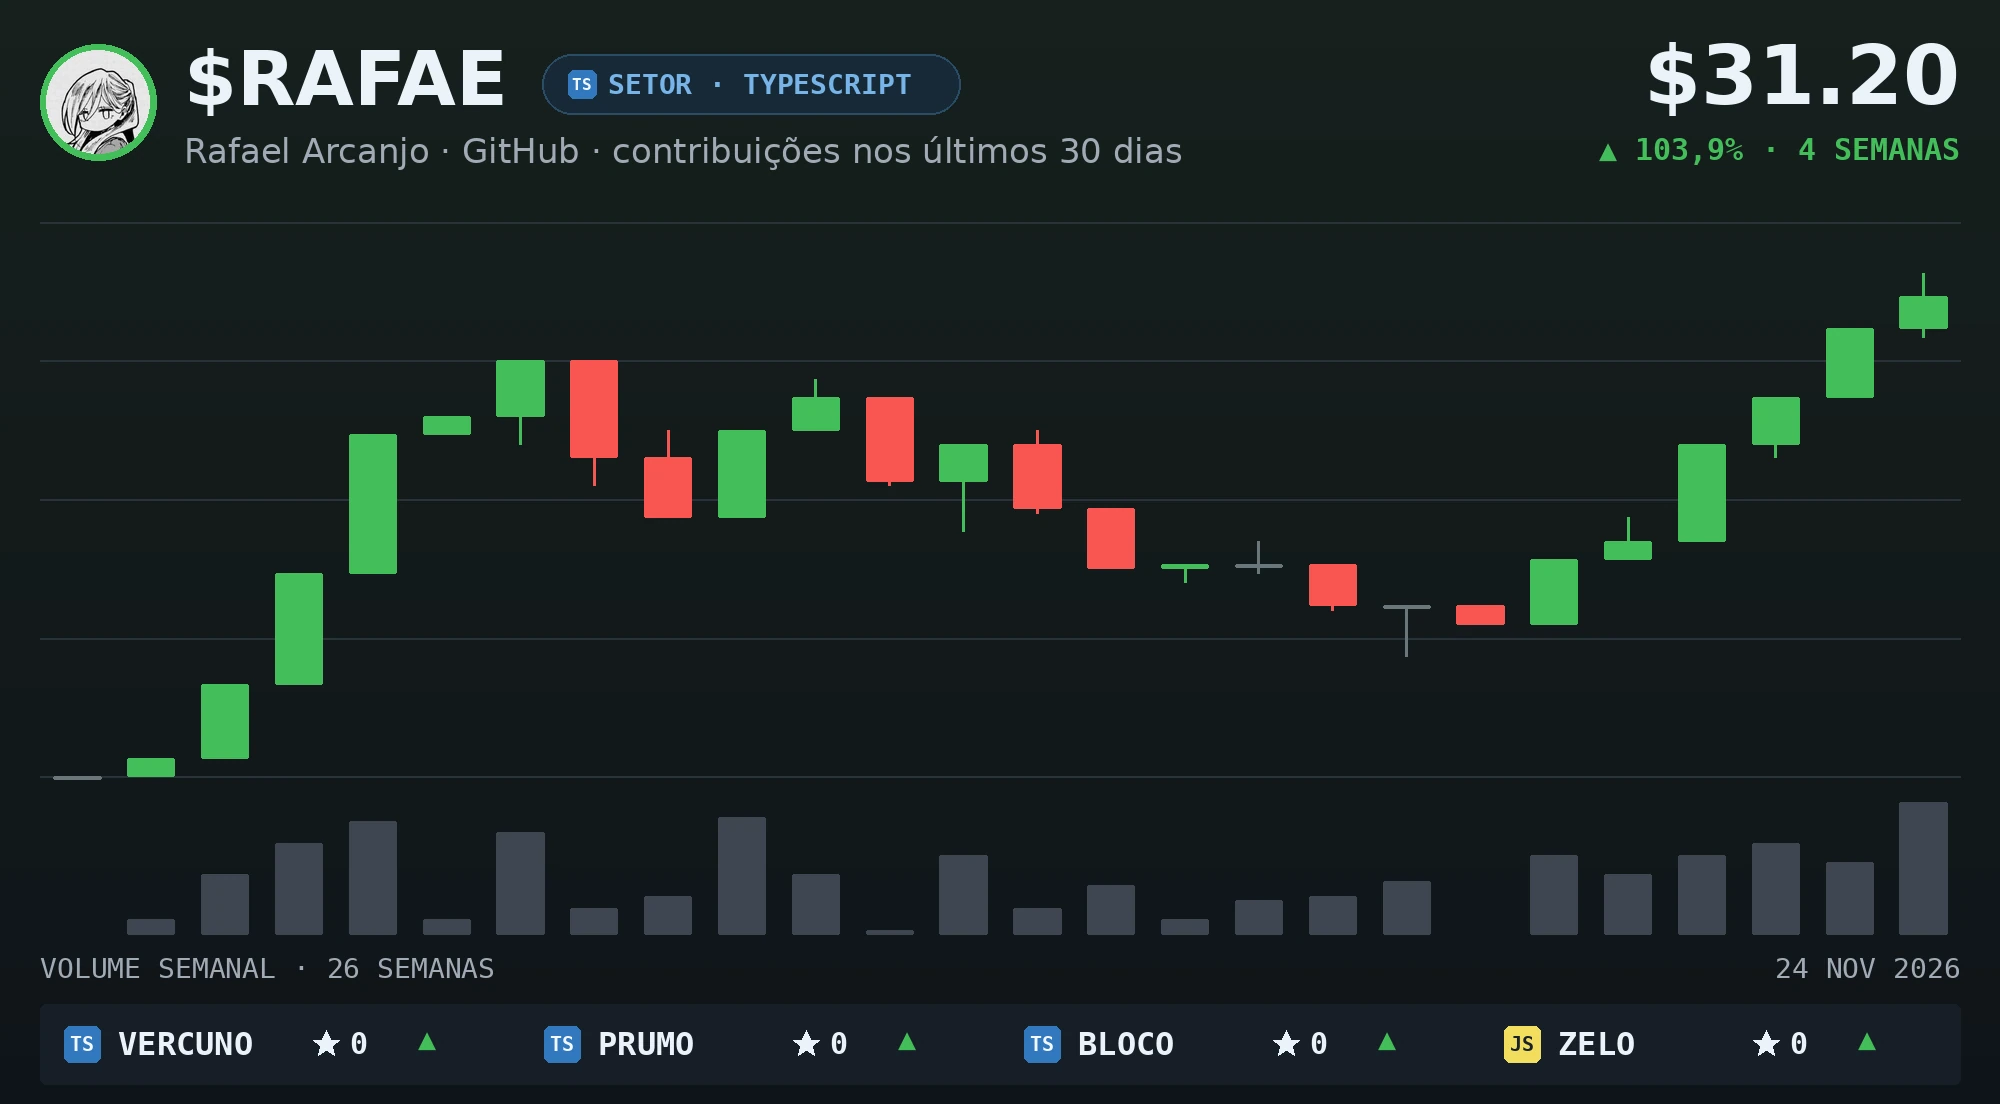 $RAFAE
TS SETOR · TYPESCRIPT
$31.20
Rafael Arcanjo · GitHub · contribuições nos últimos 30 dias
▲ 103,9% · 4 SEMANAS
VOLUME SEMANAL · 26 SEMANAS
24 NOV 2026
TS VERCUNO ★ 0 ▲
TS PRUMO ★ 0 ▲
TS BLOCO ★ 0 ▲
JS ZELO ★ 0 ▲